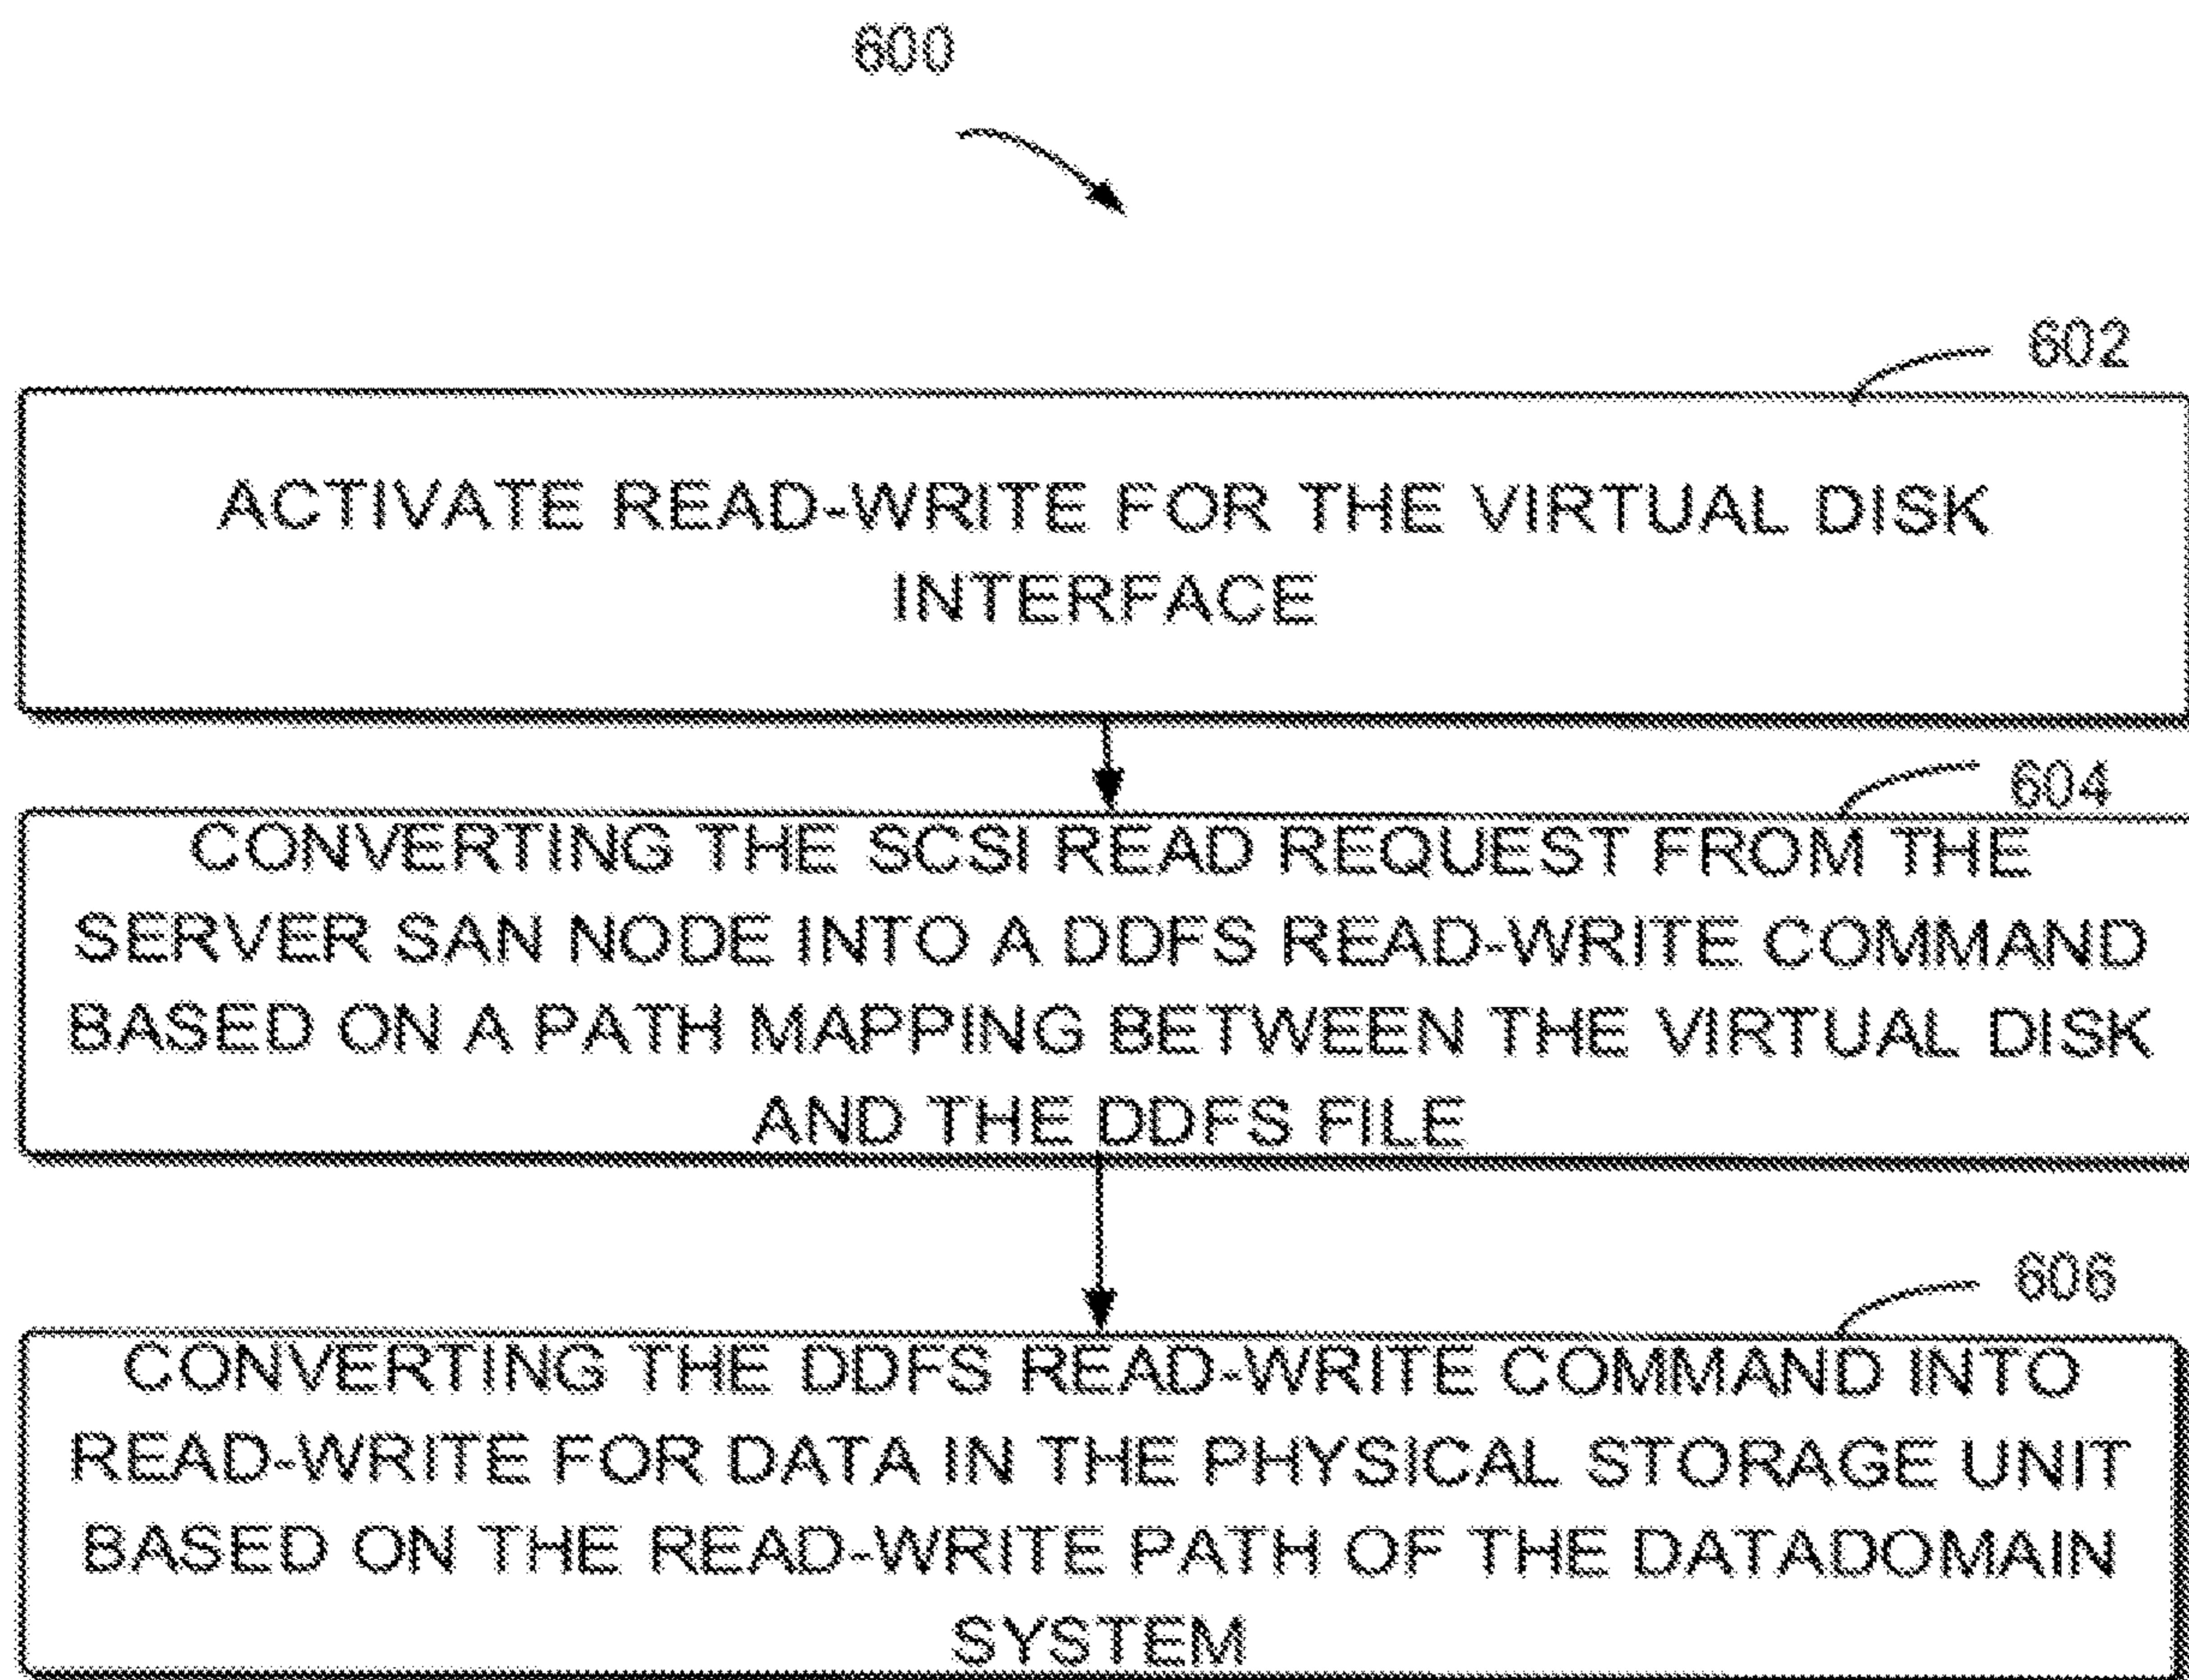 600
602
ACTIVATE READ-WRITE FOR THE VIRTUAL DISK
INTERFACE
604
CONVERTING THE SCSI READ REQUEST FROM THE
SERVER SAN NODE INTO A DDFS READ-WRITE COMMAND
BASED ON A PATH MAPPING BETWEEN THE VIRTUAL DISK
AND THE DDFS FILE
606
CONVERTING THE DDFS READ-WRITE COMMAND INTO
READ-WRITE FOR DATA IN THE PHYSICAL STORAGE UNIT
BASED ON THE READ-WRITE PATH OF THE DATADOMAIN
SYSTEM